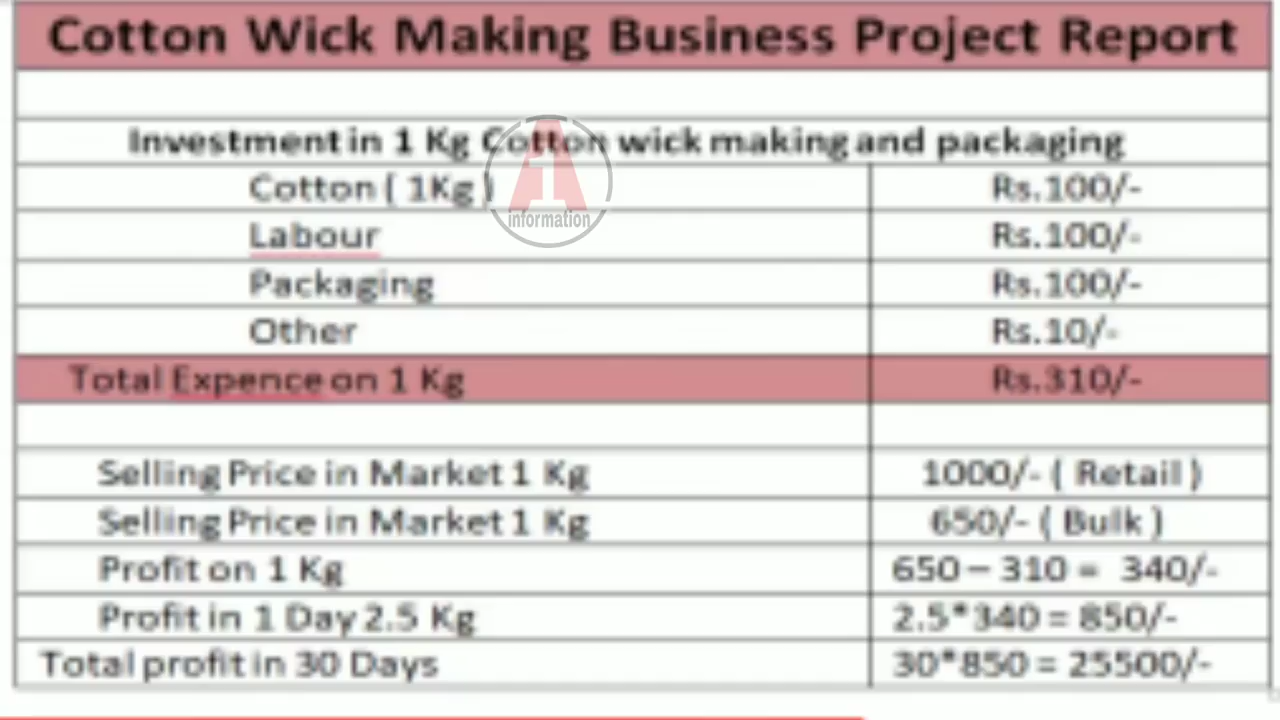 Cotton Wick Making Business Project Report
Investment in 1 Kg Cotton wick making and packaging
Cotton ( 1Kg ) Rs.100/-
A1
information
Labour Rs.100/-
Packaging Rs.100/-
Other Rs.10/-
Total Expence on 1 Kg Rs.310/-
Selling Price in Market 1 Kg 1000/- ( Retail )
Selling Price in Market 1 Kg 650/- ( Bulk )
Profit on 1 Kg 650 – 310 = 340/-
Profit in 1 Day 2.5 Kg 2.5*340 = 850/-
Total profit in 30 Days 30*850 = 25500/-